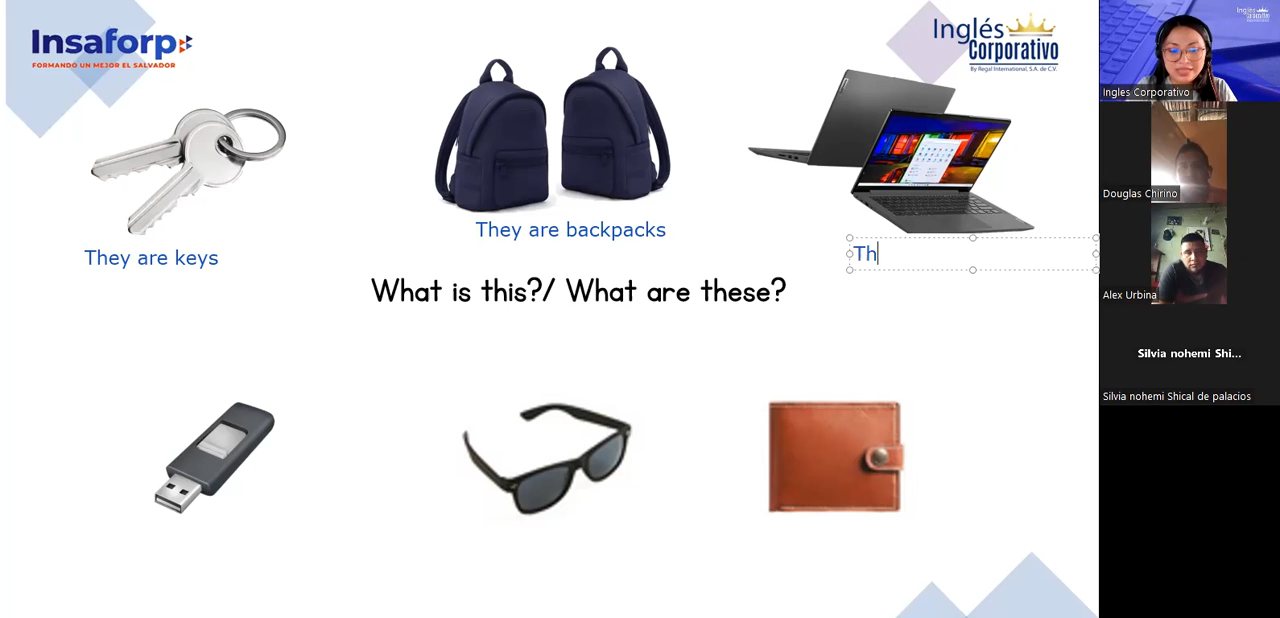 Insaforp
FORMANDO UN MEJOR EL SALVADOR
Inglés
Corporativo
By Regal International, S.A. de C.V.
They are keys
They are backpacks
Th
What is this?/ What are these?
Ingles Corporativo
Douglas Chirino
Alex Urbina
Silvia nohemi Shi...
Silvia nohemi Shical de palacios